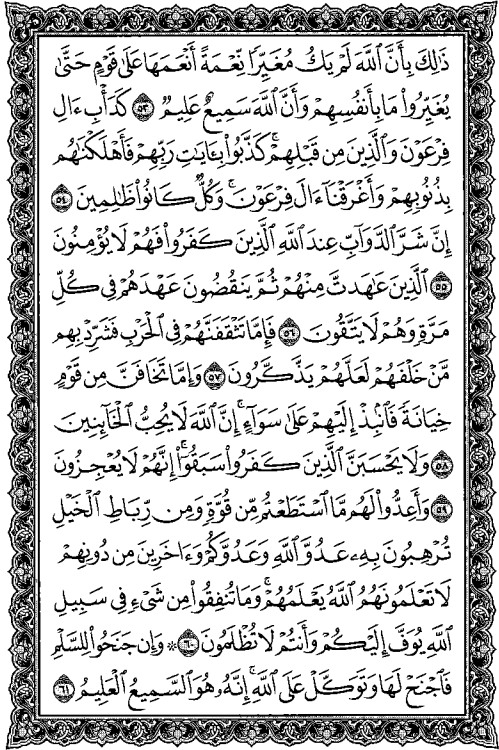 ذَٰلِكَ بِأَنَّ ٱللَّهَ لَمۡ يَكُ مُغَيِّرٗا نِّعۡمَةً أَنۡعَمَهَا عَلَىٰ قَوۡمٍ حَتَّىٰ
يُغَيِّرُواْ مَا بِأَنفُسِهِمۡ وَأَنَّ ٱللَّهَ سَمِيعٌ عَلِيمٞ ٥٣ كَدَأۡبِ ءَالِ
فِرۡعَوۡنَ وَٱلَّذِينَ مِن قَبۡلِهِمۡۚ كَذَّبُواْ بِـَٔايَٰتِ رَبِّهِمۡ فَأَهۡلَكۡنَٰهُم
بِذُنُوبِهِمۡ وَأَغۡرَقۡنَآ ءَالَ فِرۡعَوۡنَۚ وَكُلّٞ كَانُواْ ظَٰلِمِينَ ٥٤
إِنَّ شَرَّ ٱلدَّوَآبِّ عِندَ ٱللَّهِ ٱلَّذِينَ كَفَرُواْ فَهُمۡ لَا يُؤۡمِنُونَ
٥٥ ٱلَّذِينَ عَٰهَدتَّ مِنۡهُمۡ ثُمَّ يَنقُضُونَ عَهۡدَهُمۡ فِي كُلِّ
مَرَّةٖ وَهُمۡ لَا يَتَّقُونَ ٥٦ فَإِمَّا تَثۡقَفَنَّهُمۡ فِي ٱلۡحَرۡبِ فَشَرِّدۡ بِهِم
مَّنۡ خَلۡفَهُمۡ لَعَلَّهُمۡ يَذَّكَّرُونَ ٥٧ وَإِمَّا تَخَافَنَّ مِن قَوۡمٍ
خِيَانَةٗ فَٱنۢبِذۡ إِلَيۡهِمۡ عَلَىٰ سَوَآءٍۚ إِنَّ ٱللَّهَ لَا يُحِبُّ ٱلۡخَآئِنِينَ
٥٨ وَلَا يَحۡسَبَنَّ ٱلَّذِينَ كَفَرُواْ سَبَقُوٓاْۚ إِنَّهُمۡ لَا يُعۡجِزُونَ
٥٩ وَأَعِدُّواْ لَهُم مَّا ٱسۡتَطَعۡتُم مِّن قُوَّةٖ وَمِن رِّبَاطِ ٱلۡخَيۡلِ
تُرۡهِبُونَ بِهِۦ عَدُوَّ ٱللَّهِ وَعَدُوَّكُمۡ وَءَاخَرِينَ مِن دُونِهِمۡ
لَا تَعۡلَمُونَهُمُ ٱللَّهُ يَعۡلَمُهُمۡۚ وَمَا تُنفِقُواْ مِن شَيۡءٖ فِي سَبِيلِ
ٱللَّهِ يُوَفَّ إِلَيۡكُمۡ وَأَنتُمۡ لَا تُظۡلَمُونَ ٦٠ ۞ وَإِن جَنَحُواْ لِلسَّلۡمِ
فَٱجۡنَحۡ لَهَا وَتَوَكَّلۡ عَلَى ٱللَّهِۚ إِنَّهُۥ هُوَ ٱلسَّمِيعُ ٱلۡعَلِيمُ ٦١